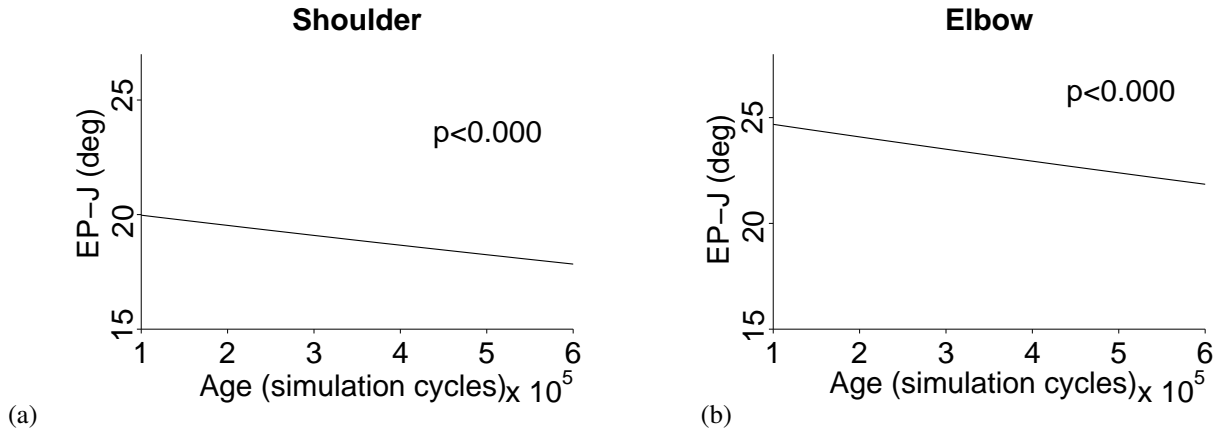 Shoulder
EP−J (deg)
25
20
15
p<0.000
1 2 3 4 5 6
Age (simulation cycles) x 10^5
(a)
Elbow
EP−J (deg)
25
20
15
p<0.000
1 2 3 4 5 6
Age (simulation cycles) x 10^5
(b)